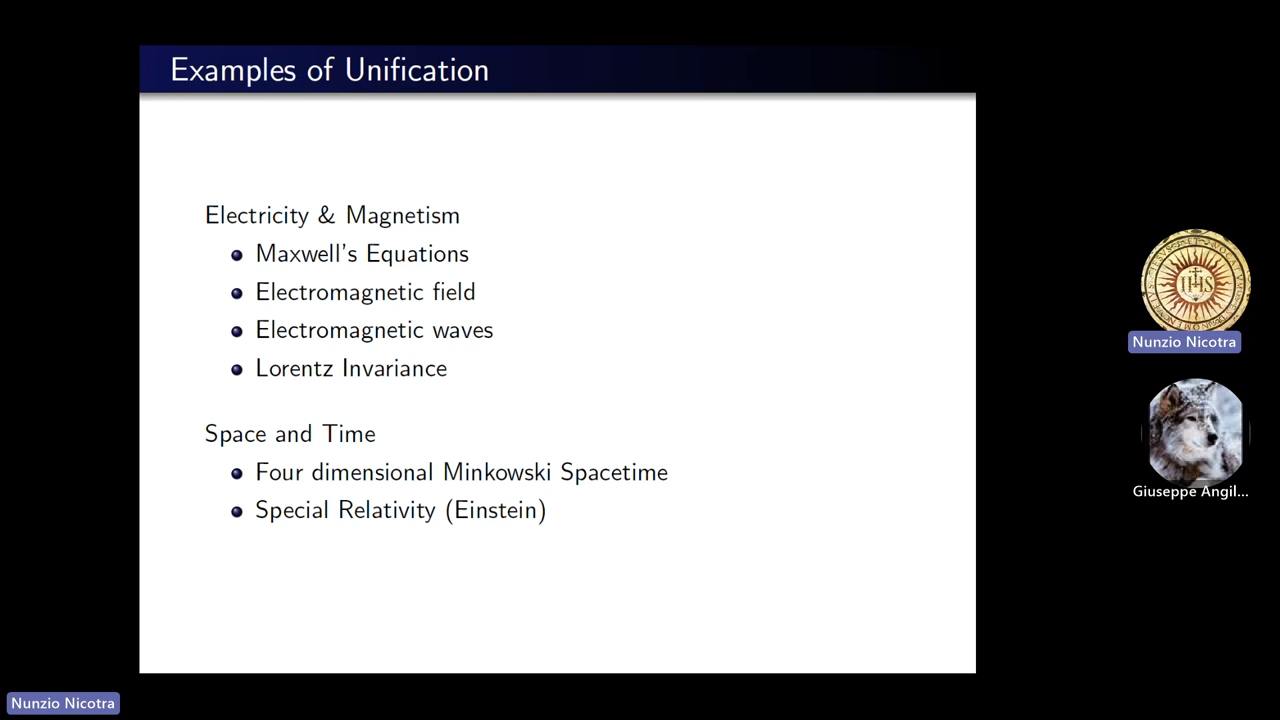 Examples of Unification
Electricity & Magnetism
Maxwell's Equations
Electromagnetic field
Electromagnetic waves
Lorentz Invariance
Space and Time
Four dimensional Minkowski Spacetime
Special Relativity (Einstein)
IHS
Nunzio Nicotra
Giuseppe Angil...
Nunzio Nicotra